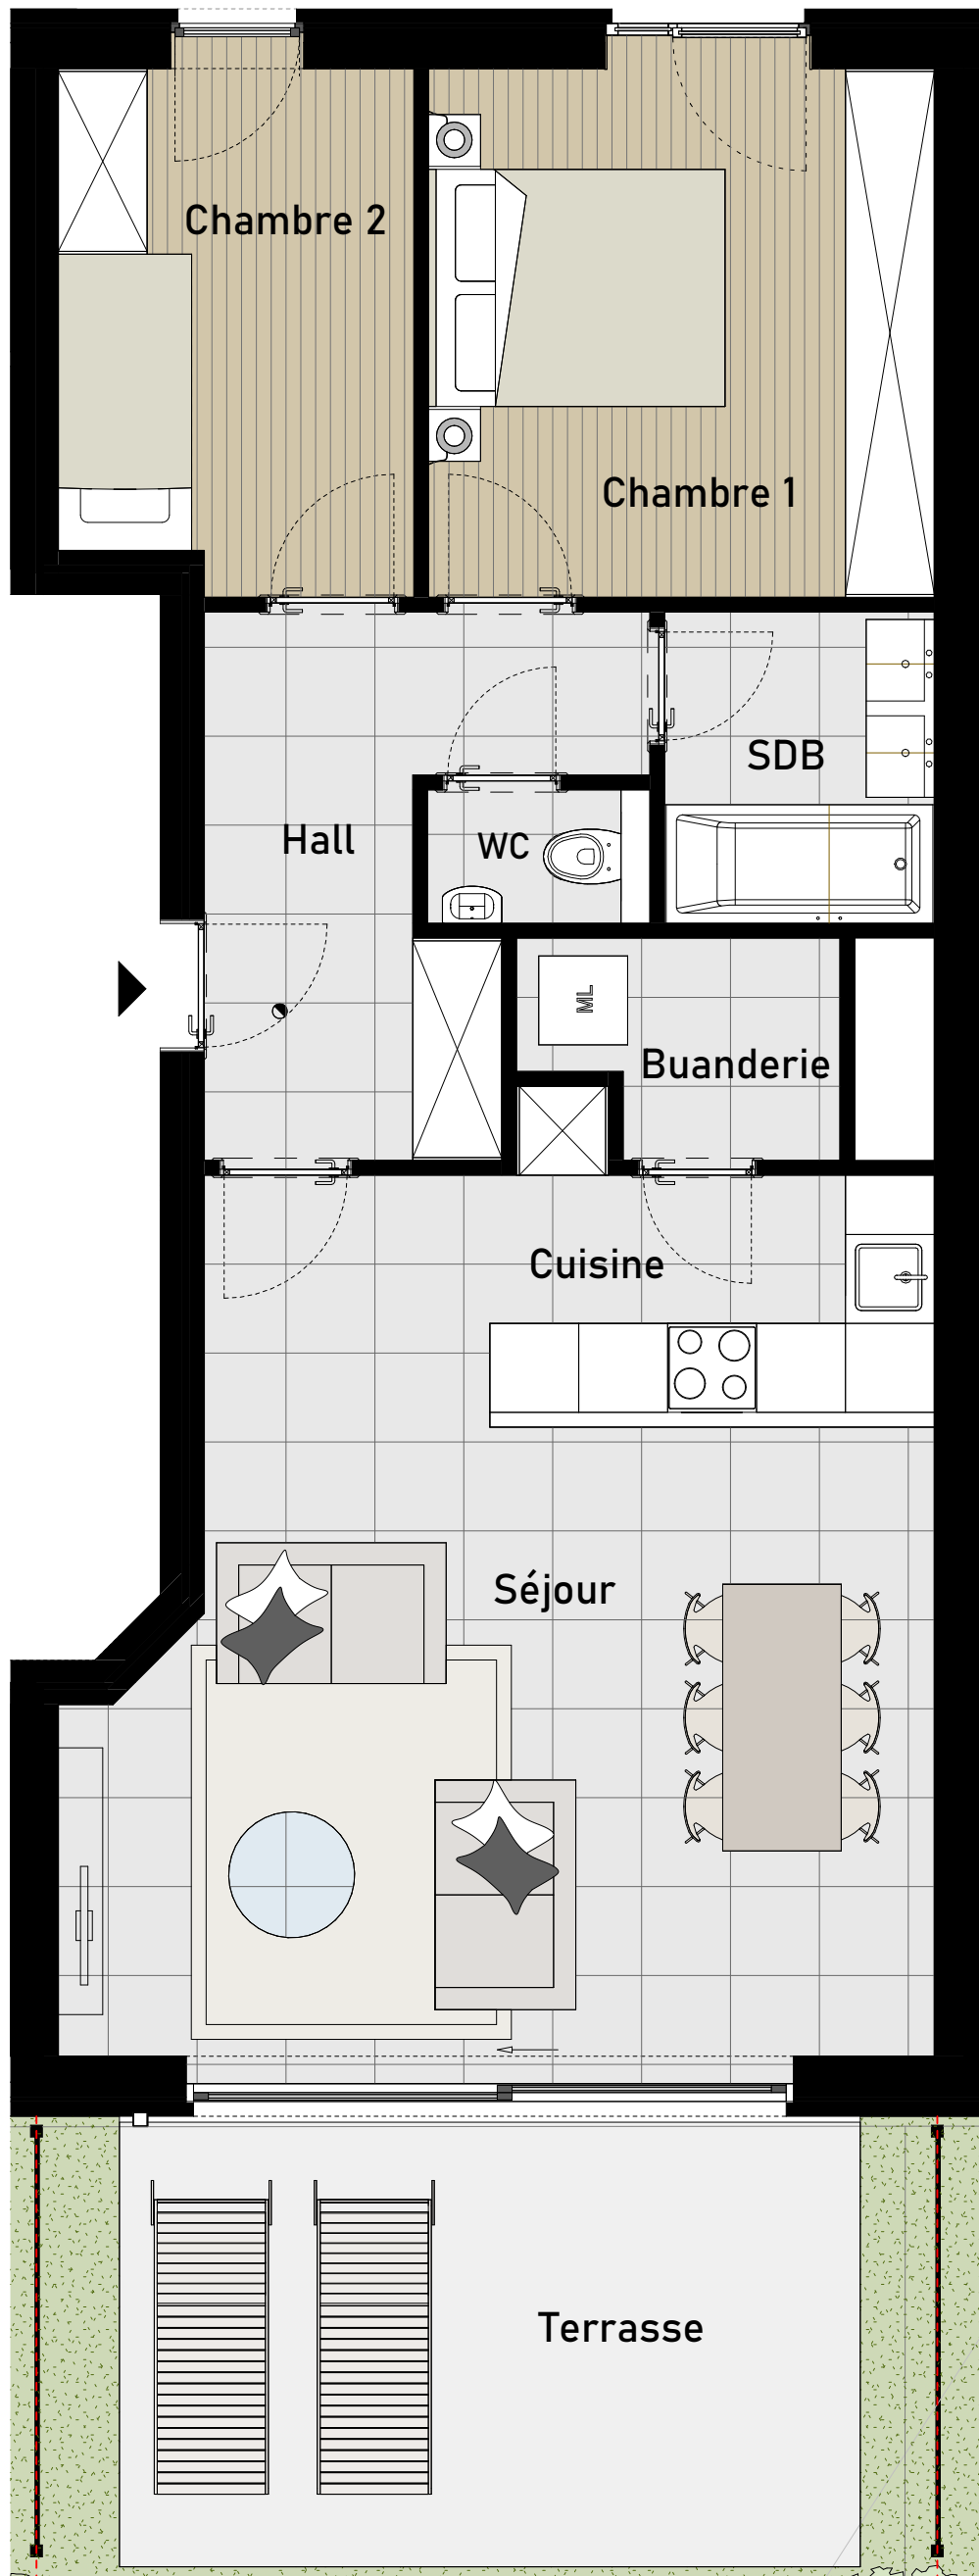 Chambre 2
Chambre 1
SDB
Hall
WC
ML
Buanderie
Cuisine
Séjour
Terrasse